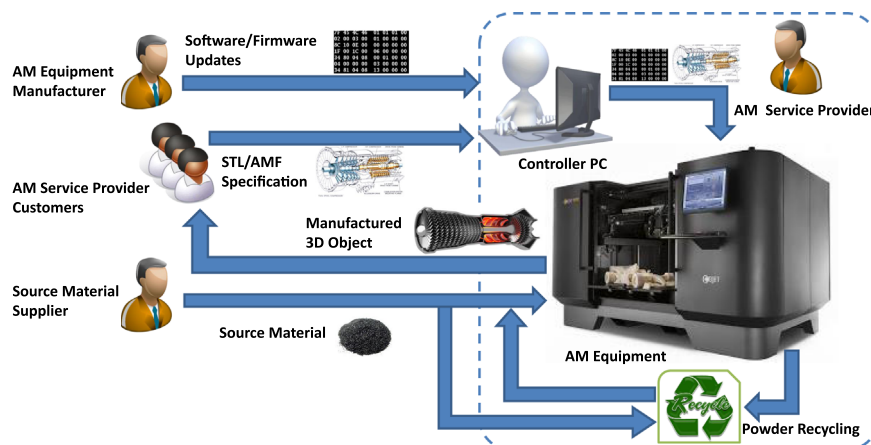 Software/Firmware
Updates
AM Equipment
Manufacturer
AM Service Provider
STL/AMF
Specification
Controller PC
AM Service Provider
Customers
Manufactured
3D Object
Source Material
Supplier
Source Material
AM Equipment
Recycle
Powder Recycling